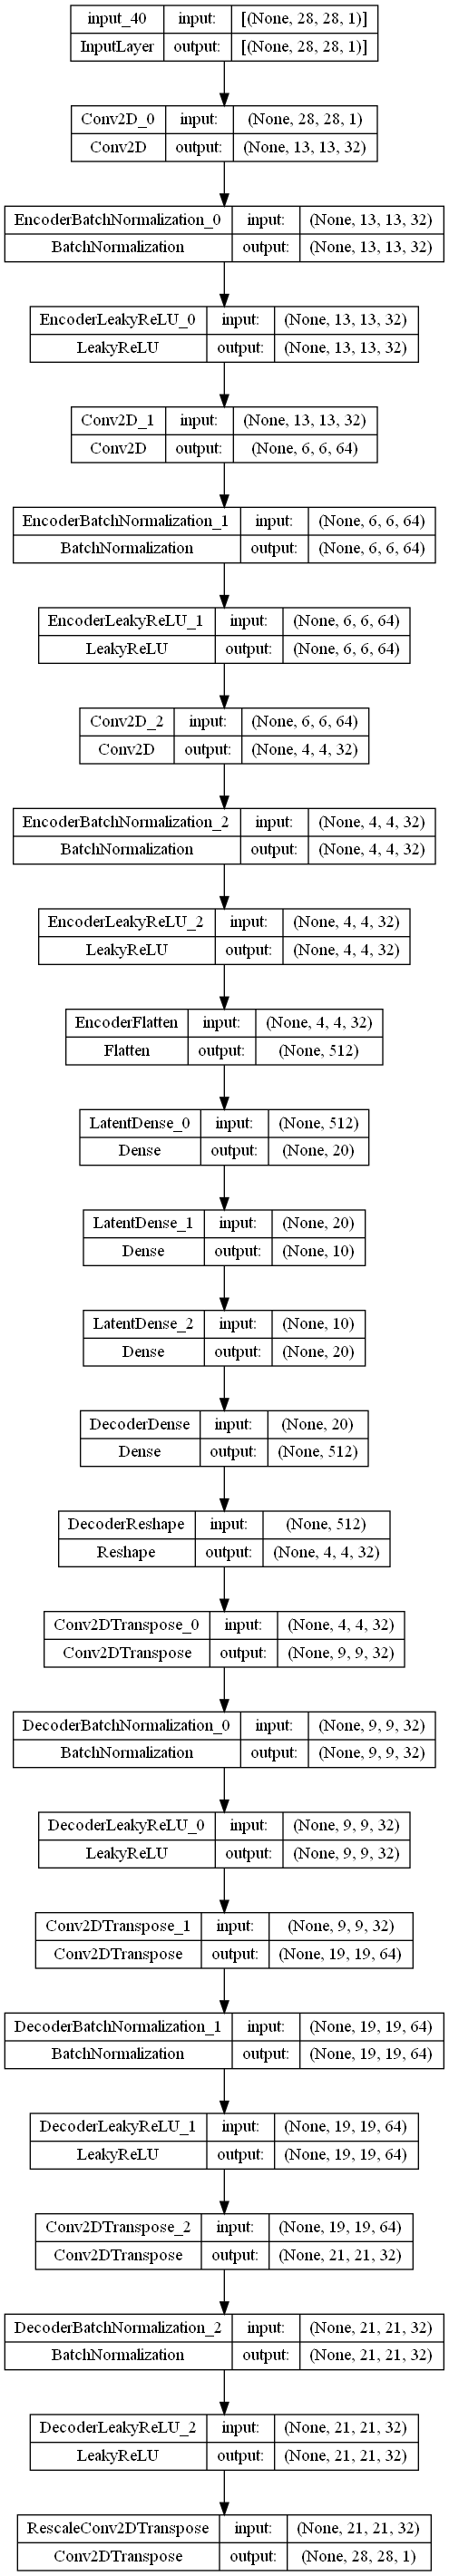 input_40 input: [(None, 28, 28, 1)]
InputLayer output: [(None, 28, 28, 1)]
Conv2D_0 input: (None, 28, 28, 1)
Conv2D output: (None, 13, 13, 32)
EncoderBatchNormalization_0 input: (None, 13, 13, 32)
BatchNormalization output: (None, 13, 13, 32)
EncoderLeakyReLU_0 input: (None, 13, 13, 32)
LeakyReLU output: (None, 13, 13, 32)
Conv2D_1 input: (None, 13, 13, 32)
Conv2D output: (None, 6, 6, 64)
EncoderBatchNormalization_1 input: (None, 6, 6, 64)
BatchNormalization output: (None, 6, 6, 64)
EncoderLeakyReLU_1 input: (None, 6, 6, 64)
LeakyReLU output: (None, 6, 6, 64)
Conv2D_2 input: (None, 6, 6, 64)
Conv2D output: (None, 4, 4, 32)
EncoderBatchNormalization_2 input: (None, 4, 4, 32)
BatchNormalization output: (None, 4, 4, 32)
EncoderLeakyReLU_2 input: (None, 4, 4, 32)
LeakyReLU output: (None, 4, 4, 32)
EncoderFlatten input: (None, 4, 4, 32)
Flatten output: (None, 512)
LatentDense_0 input: (None, 512)
Dense output: (None, 20)
LatentDense_1 input: (None, 20)
Dense output: (None, 10)
LatentDense_2 input: (None, 10)
Dense output: (None, 20)
DecoderDense input: (None, 20)
Dense output: (None, 512)
DecoderReshape input: (None, 512)
Reshape output: (None, 4, 4, 32)
Conv2DTranspose_0 input: (None, 4, 4, 32)
Conv2DTranspose output: (None, 9, 9, 32)
DecoderBatchNormalization_0 input: (None, 9, 9, 32)
BatchNormalization output: (None, 9, 9, 32)
DecoderLeakyReLU_0 input: (None, 9, 9, 32)
LeakyReLU output: (None, 9, 9, 32)
Conv2DTranspose_1 input: (None, 9, 9, 32)
Conv2DTranspose output: (None, 19, 19, 64)
DecoderBatchNormalization_1 input: (None, 19, 19, 64)
BatchNormalization output: (None, 19, 19, 64)
DecoderLeakyReLU_1 input: (None, 19, 19, 64)
LeakyReLU output: (None, 19, 19, 64)
Conv2DTranspose_2 input: (None, 19, 19, 64)
Conv2DTranspose output: (None, 21, 21, 32)
DecoderBatchNormalization_2 input: (None, 21, 21, 32)
BatchNormalization output: (None, 21, 21, 32)
DecoderLeakyReLU_2 input: (None, 21, 21, 32)
LeakyReLU output: (None, 21, 21, 32)
RescaleConv2DTranspose input: (None, 21, 21, 32)
Conv2DTranspose output: (None, 28, 28, 1)